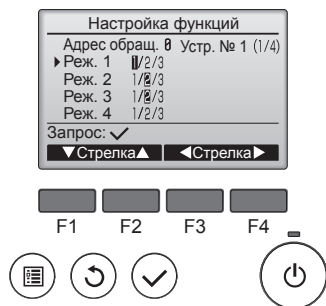 Настройка функций
Адрес обращ. 0 Устр. № 1 (1/4)
▶Реж. 1 1/2/3
Реж. 2 1/2/3
Реж. 3 1/2/3
Реж. 4 1/2/3
Запрос: ✓
▼Стрелка▲ ◀Стрелка▶
F1 F2 F3 F4